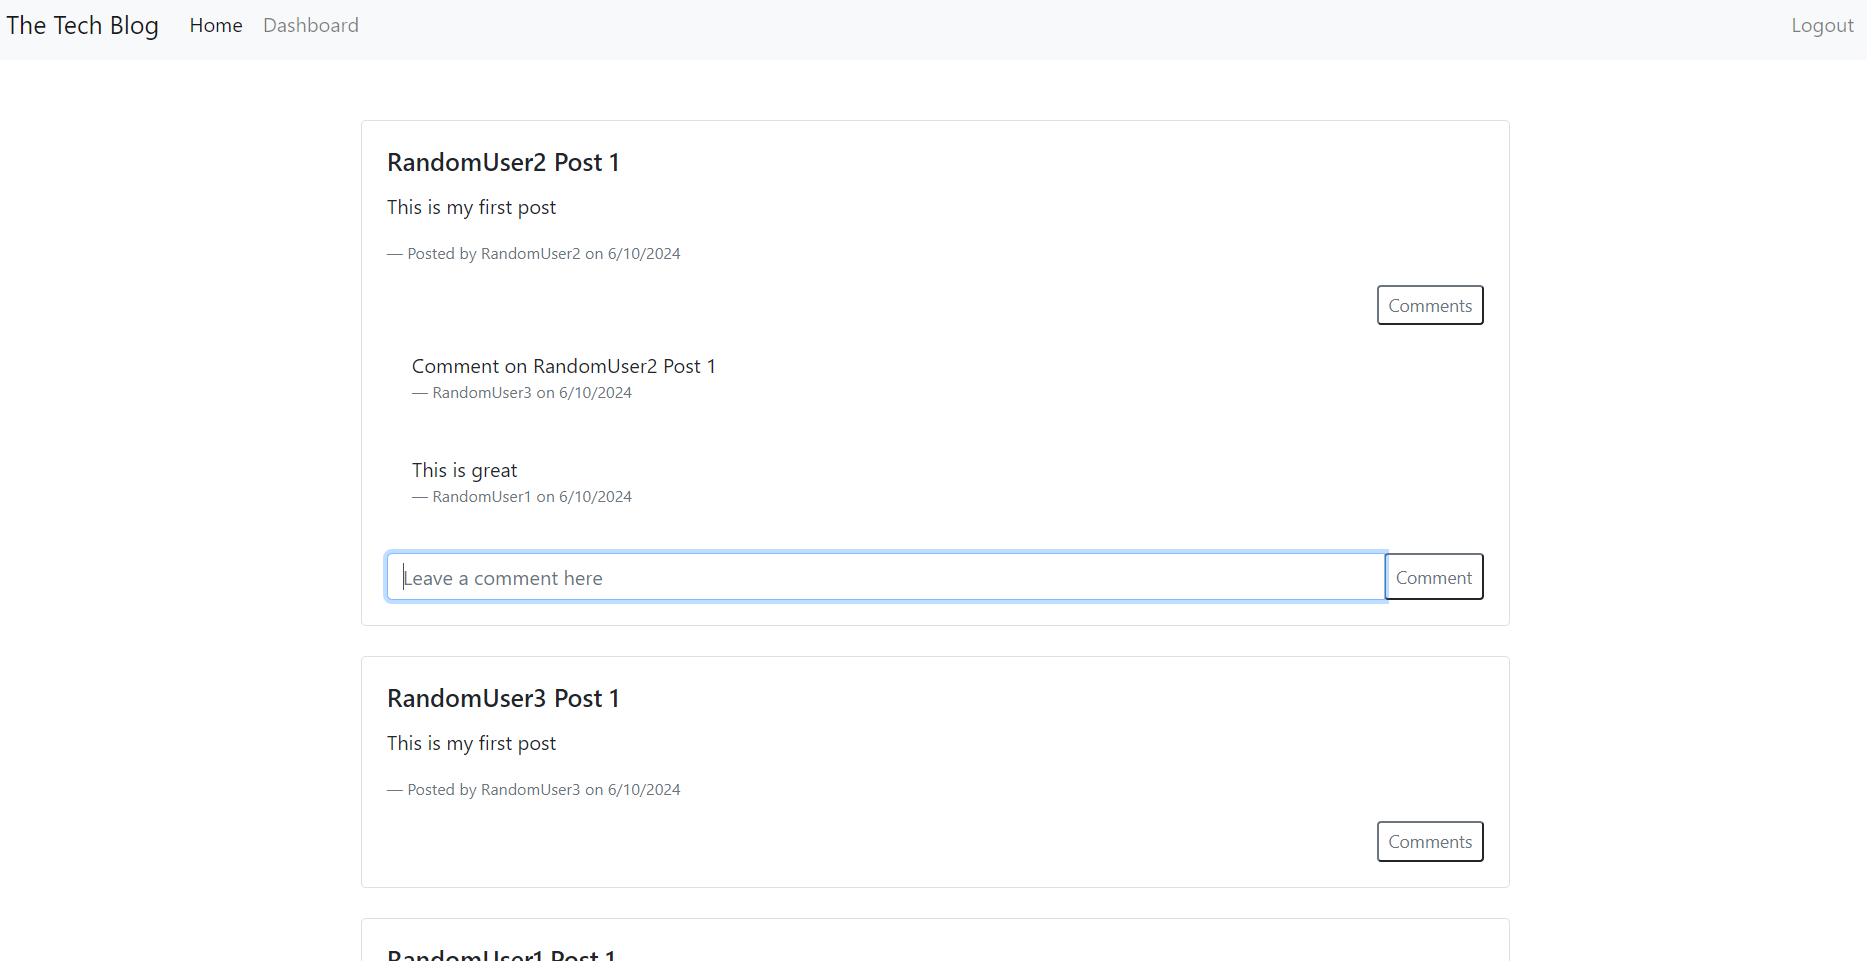 The Tech Blog Home Dashboard Logout
RandomUser2 Post 1
This is my first post
— Posted by RandomUser2 on 6/10/2024
Comments
Comment on RandomUser2 Post 1
— RandomUser3 on 6/10/2024
This is great
— RandomUser1 on 6/10/2024
Leave a comment here Comment
RandomUser3 Post 1
This is my first post
— Posted by RandomUser3 on 6/10/2024
Comments
RandomUser1 Post 1